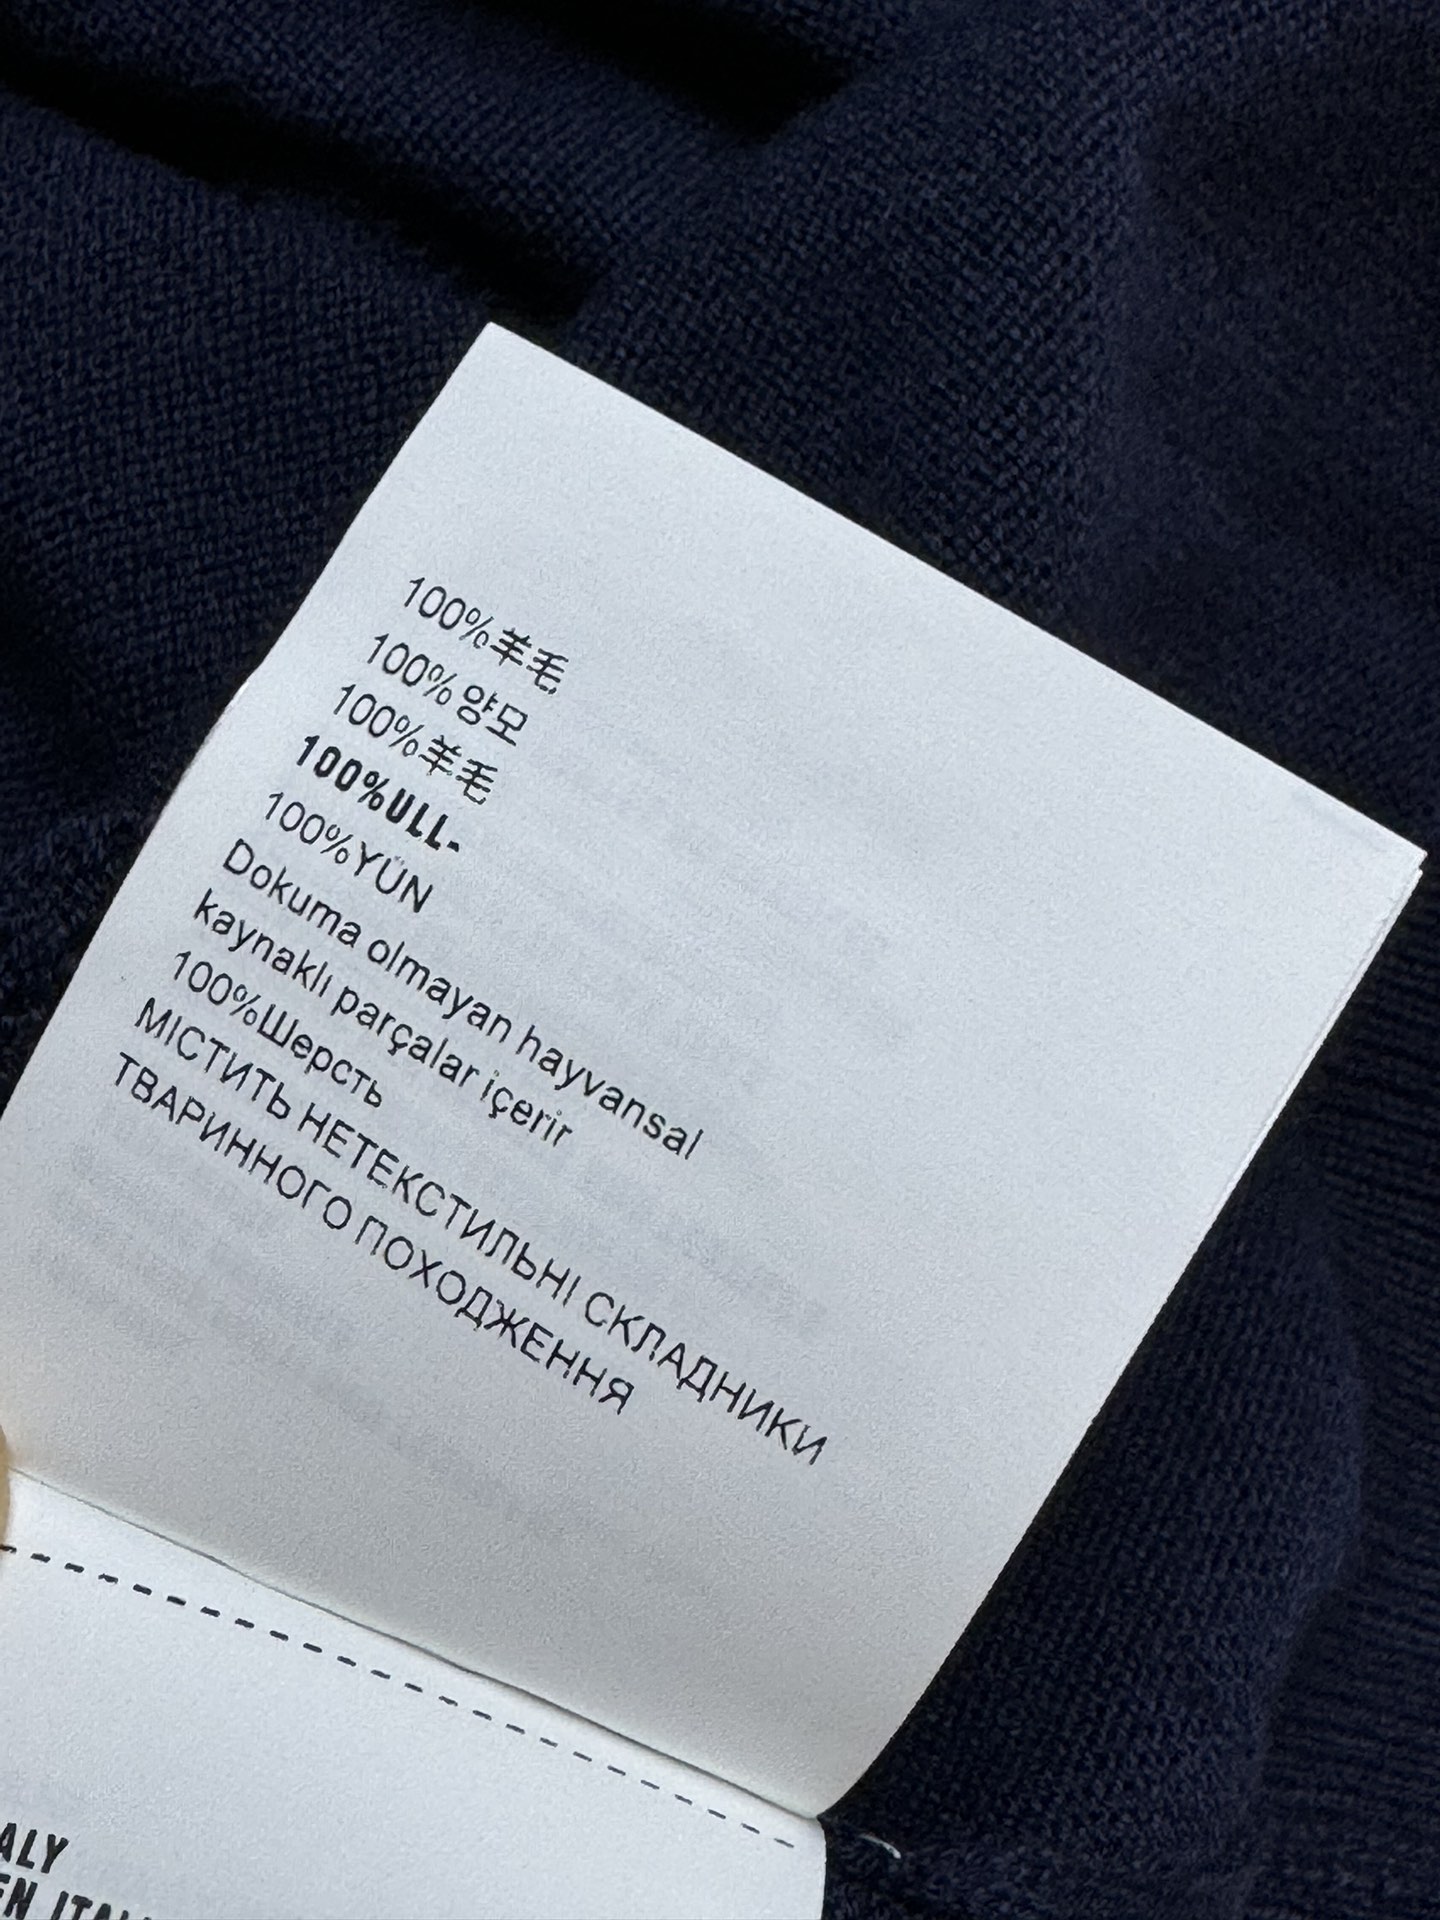 100%羊毛
100%양모
100%羊毛
100%ULL-
100%YÜN
Dokuma olmayan hayvansal
kaynaklı parçalar içerir
100%Шерсть
МІСТИТЬ НЕТЕКСТИЛЬНІ СКЛАДНИКИ
ТВАРИННОГО ПОХОДЖЕННЯ